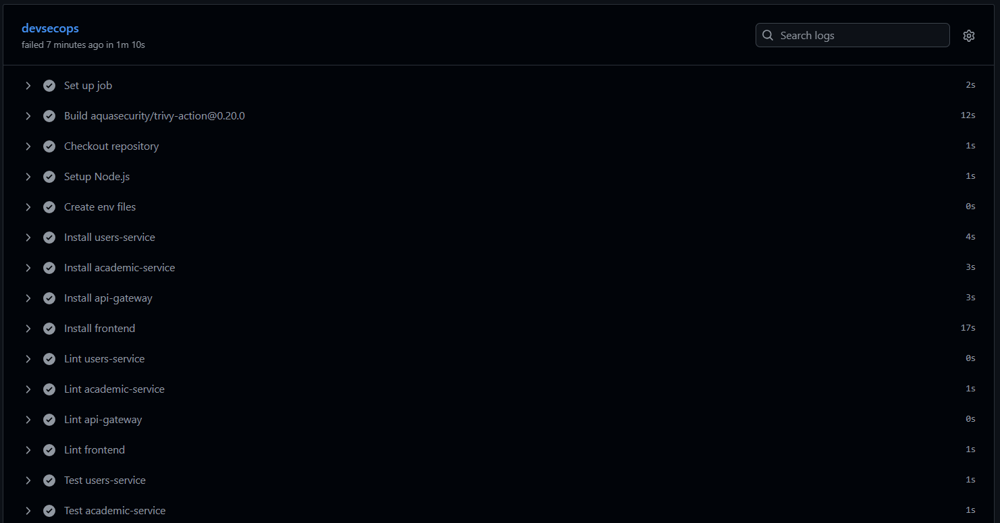 devsecops
failed 7 minutes ago in 1m 10s
Search logs
Set up job 2s
Build aquasecurity/trivy-action@0.20.0 12s
Checkout repository 1s
Setup Node.js 1s
Create env files 0s
Install users-service 4s
Install academic-service 3s
Install api-gateway 3s
Install frontend 17s
Lint users-service 0s
Lint academic-service 1s
Lint api-gateway 0s
Lint frontend 1s
Test users-service 1s
Test academic-service 1s